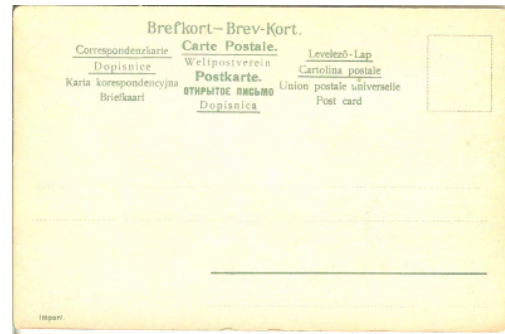 Brefkort–Brev-Kort.
Correspondenzkarte
Dopisnice
Karta korespondencyjna
Briefkaart
Carte Postale.
Weltpostverein
Postkarte.
ОТКРЫТОЕ ПИСЬМО
Dopisnica
Levelező-Lap
Cartolina postale
Union postale universelle
Post card
Import.